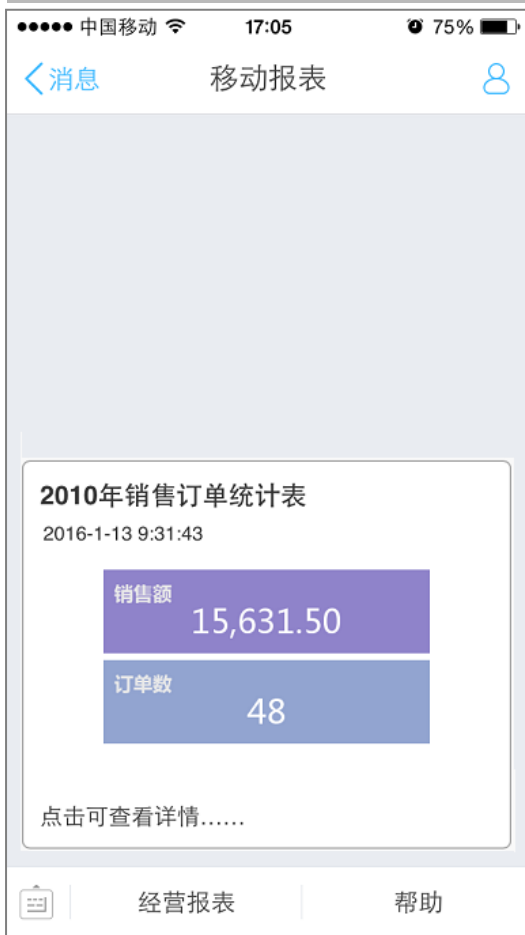 中国移动 17:05 75%
消息 移动报表
2010年销售订单统计表
2016-1-13 9:31:43
销售额
15,631.50
订单数
48
点击可查看详情……
经营报表 帮助